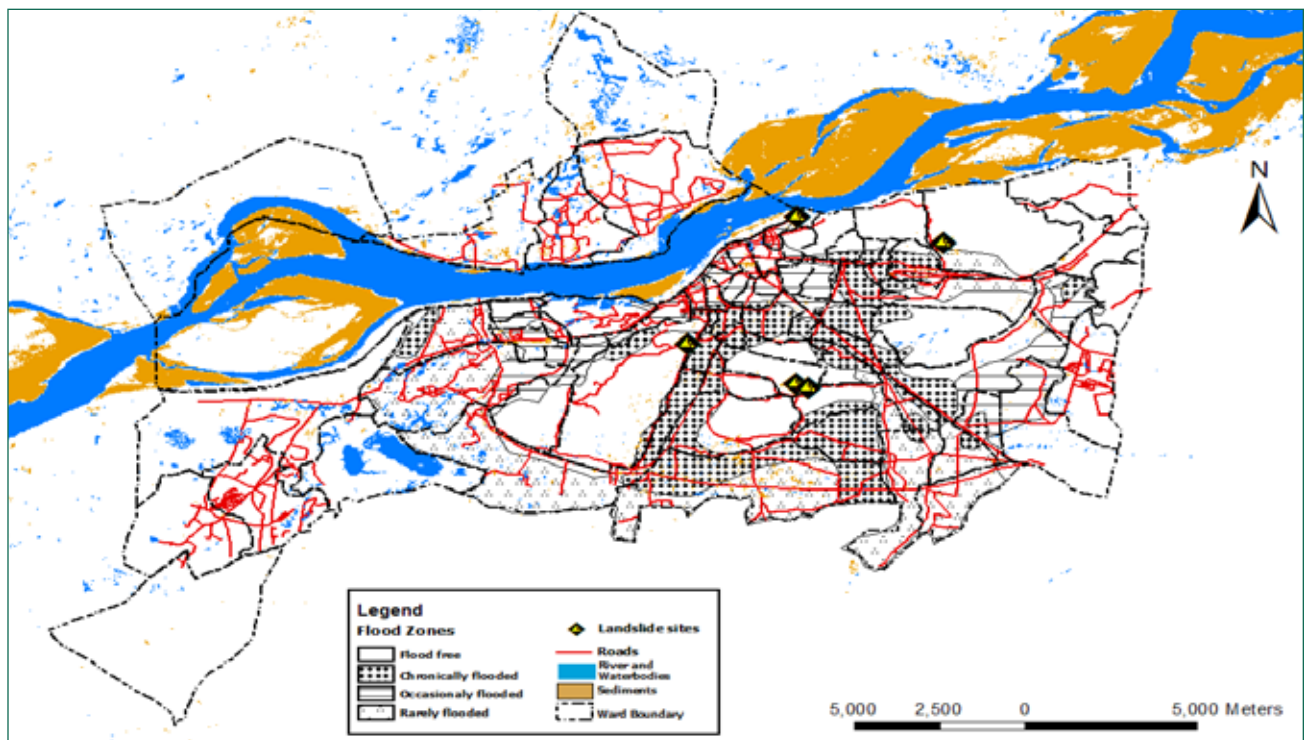 N
Legend
Flood Zones
Flood free
Chronically flooded
Occasionaly flooded
Rarely flooded
Landslide sites
Roads
River and
Waterbodies
Sediments
Ward Boundary
5,000 2,500 0 5,000 Meters